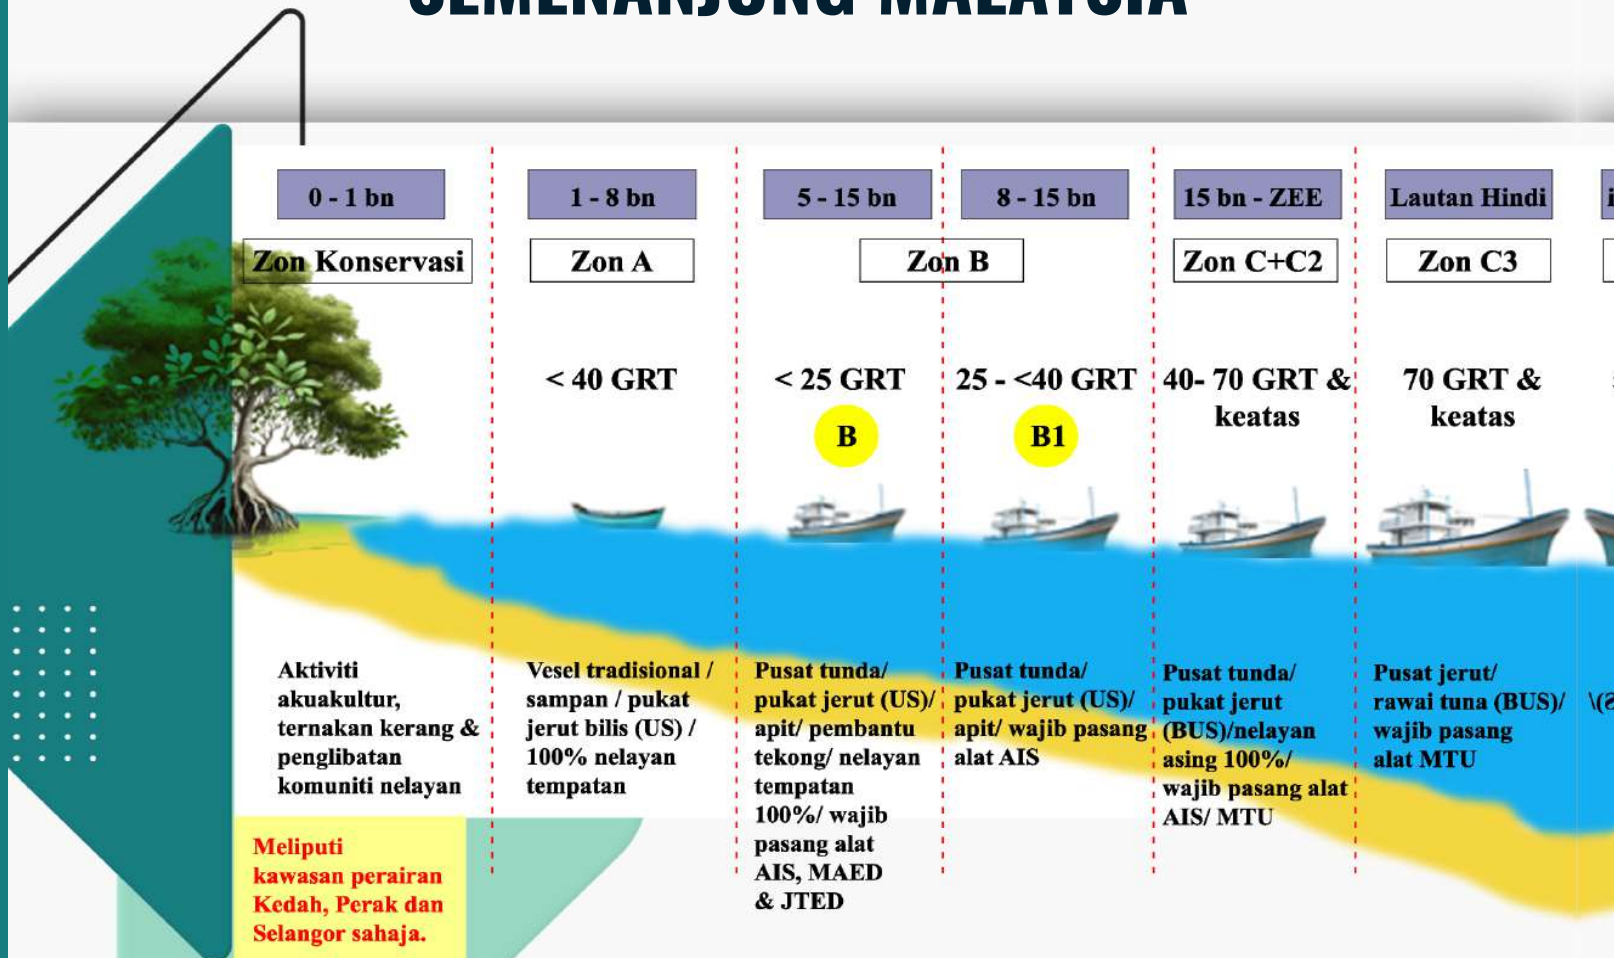 SEMENANJUNG MALAYSIA
0 - 1 bn
1 - 8 bn
5 - 15 bn
8 - 15 bn
15 bn - ZEE
Lautan Hindi
Zon Konservasi
Zon A
Zon B
Zon C+C2
Zon C3
< 40 GRT
< 25 GRT
25 - <40 GRT
40- 70 GRT &
keatas
70 GRT &
keatas
B
B1
Aktiviti
akuakultur,
ternakan kerang &
penglibatan
komuniti nelayan
Meliputi
kawasan perairan
Kedah, Perak dan
Selangor sahaja.
Vesel tradisional /
sampan / pukat
jerut bilis (US) /
100% nelayan
tempatan
Pusat tunda/
pukat jerut (US)/
apit/ pembantu
tekong/ nelayan
tempatan
100%/ wajib
pasang alat
AIS, MAED
& JTED
Pusat tunda/
pukat jerut (US)/
apit/ wajib pasang
alat AIS
Pusat tunda/
pukat jerut
(BUS)/nelayan
asing 100%/
wajib pasang alat
AIS/ MTU
Pusat jerut/
rawai tuna (BUS)/
wajib pasang
alat MTU